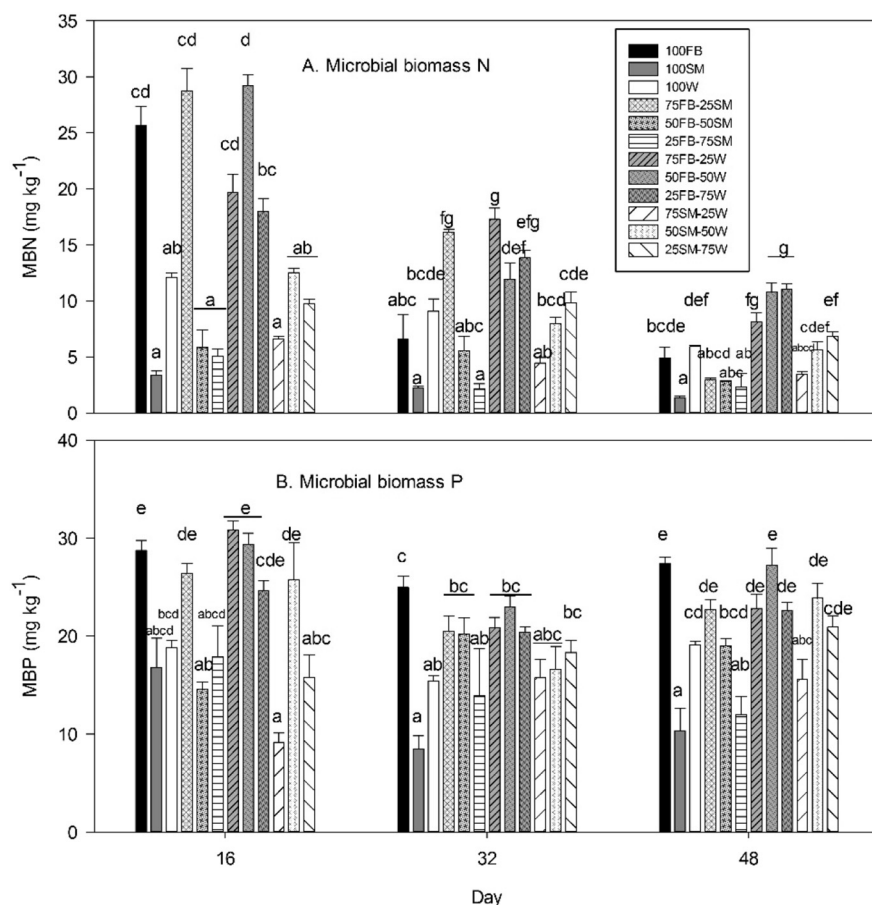 35
30
25
20
15
10
5
0
MBN (mg kg⁻¹)
A. Microbial biomass N
cd
a
ab
cd
a
cd
d
bc
a
ab
abc
a
bcde
fg
abc
a
g
def
efg
ab
bcd
cde
bcde
a
def
abcd
abc
ab
fg
g
abcd
cdef
ef
100FB
100SM
100W
75FB-25SM
50FB-50SM
25FB-75SM
75FB-25W
50FB-50W
25FB-75W
75SM-25W
50SM-50W
25SM-75W
40
30
20
10
0
MBP (mg kg⁻¹)
B. Microbial biomass P
e
abcd
bcd
de
ab
abcd
e
cde
a
de
abc
c
a
ab
bc
ab
bc
abc
bc
e
a
cd
de
bcd
ab
de
e
de
abc
de
cde
16
32
48
Day